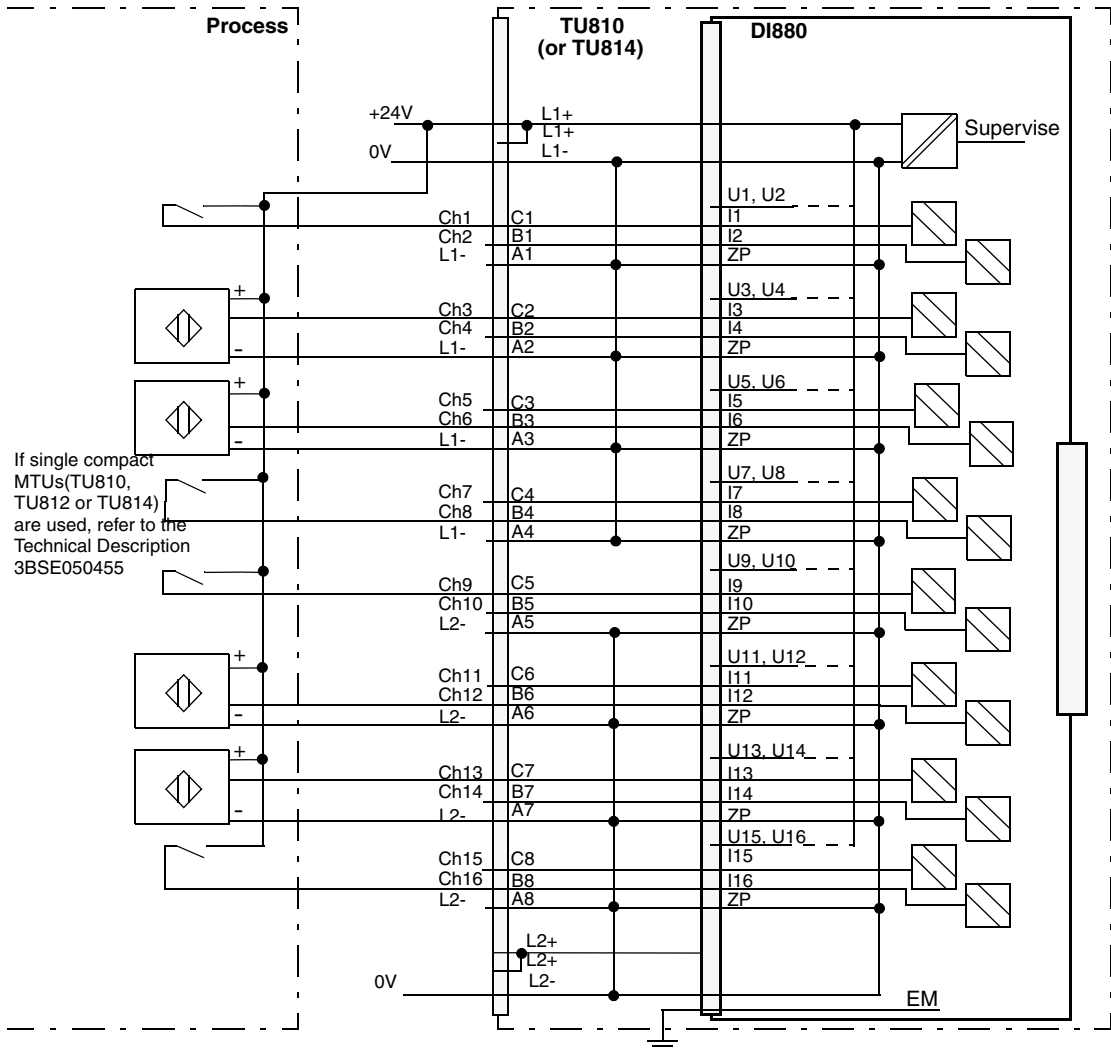 Process
TU810
(or TU814)
DI880
+24V
L1+
L1+
Supervise
0V
L1-
U1, U2
Ch1
C1
I1
Ch2
B1
I2
L1-
A1
ZP
+
U3, U4
Ch3
C2
I3
Ch4
B2
I4
-
L1-
A2
ZP
+
U5, U6
Ch5
C3
I5
Ch6
B3
I6
-
L1-
A3
ZP
If single compact
MTUs(TU810,
TU812 or TU814)
are used, refer to the
Technical Description
3BSE050455
U7, U8
Ch7
C4
I7
Ch8
B4
I8
L1-
A4
ZP
U9, U10
Ch9
C5
I9
Ch10
B5
I10
L2-
A5
ZP
+
U11, U12
Ch11
C6
I11
Ch12
B6
I12
-
L2-
A6
ZP
+
U13, U14
Ch13
C7
I13
Ch14
B7
I14
-
L2-
A7
ZP
U15, U16
Ch15
C8
I15
Ch16
B8
I16
L2-
A8
ZP
L2+
L2+
0V
L2-
EM